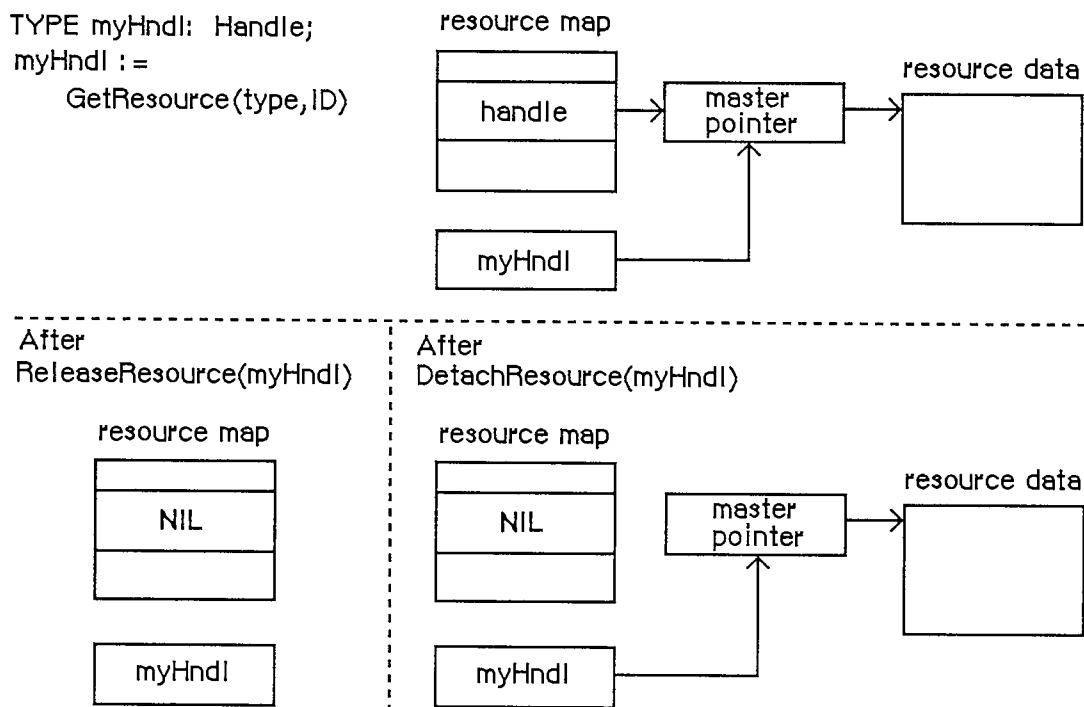 TYPE myHndl: Handle;
myHndl :=
GetResource(type,ID)
resource map
handle
master
pointer
resource data
myHndl
After
ReleaseResource(myHndl)
resource map
NIL
myHndl
After
DetachResource(myHndl)
resource map
NIL
master
pointer
resource data
myHndl